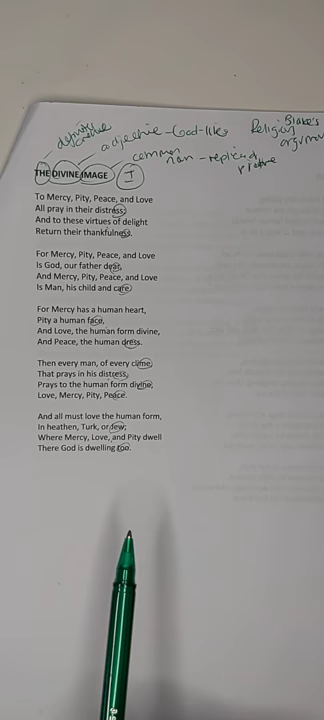 Blake's
definite
adjective - God-like Religion
common
noun - replica
picture
THE DIVINE IMAGE I
To Mercy, Pity, Peace, and Love
All pray in their distress;
And to these virtues of delight
Return their thankfulness.
For Mercy, Pity, Peace, and Love
Is God, our father dear,
And Mercy, Pity, Peace, and Love
Is Man, his child and care.
For Mercy has a human heart,
Pity a human face,
And Love, the human form divine,
And Peace, the human dress.
Then every man, of every clime,
That prays in his distress,
Prays to the human form divine,
Love, Mercy, Pity, Peace.
And all must love the human form,
In heathen, Turk, or Jew;
Where Mercy, Love, and Pity dwell
There God is dwelling too.